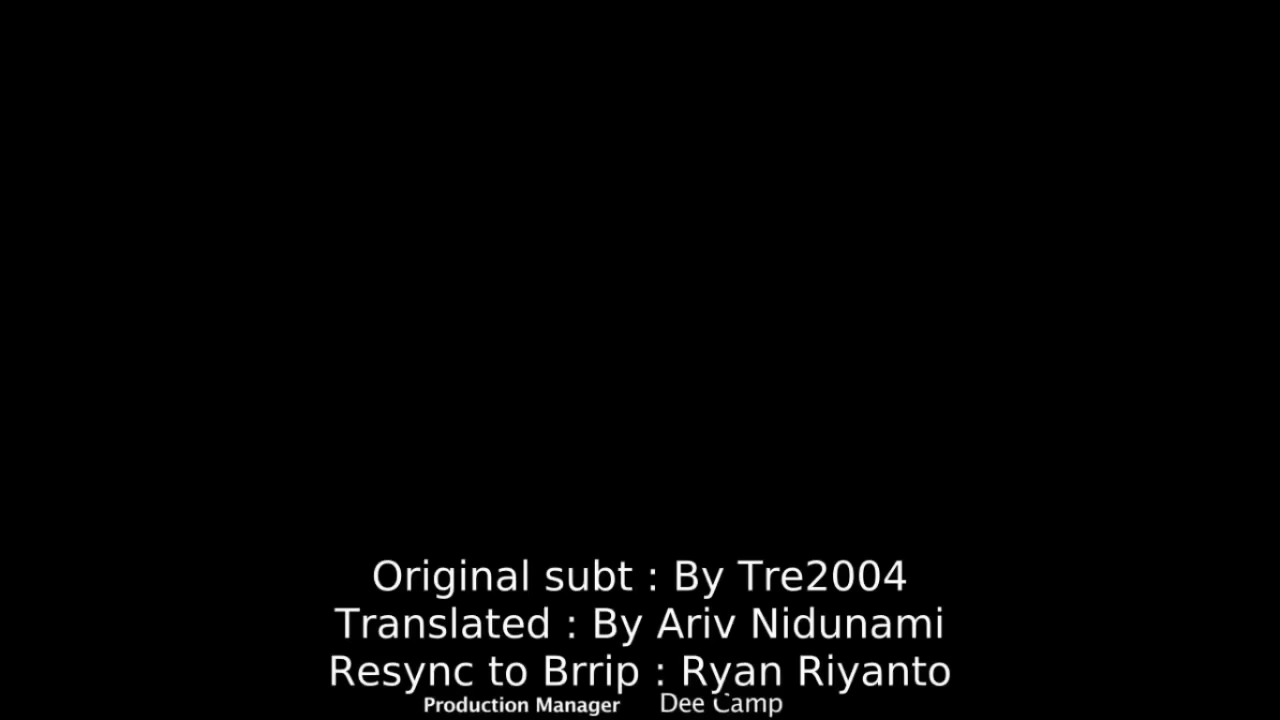 Original subt : By Tre2004
Translated : By Ariv Nidunami
Resync to Brrip : Ryan Riyanto
Production Manager Dee Camp